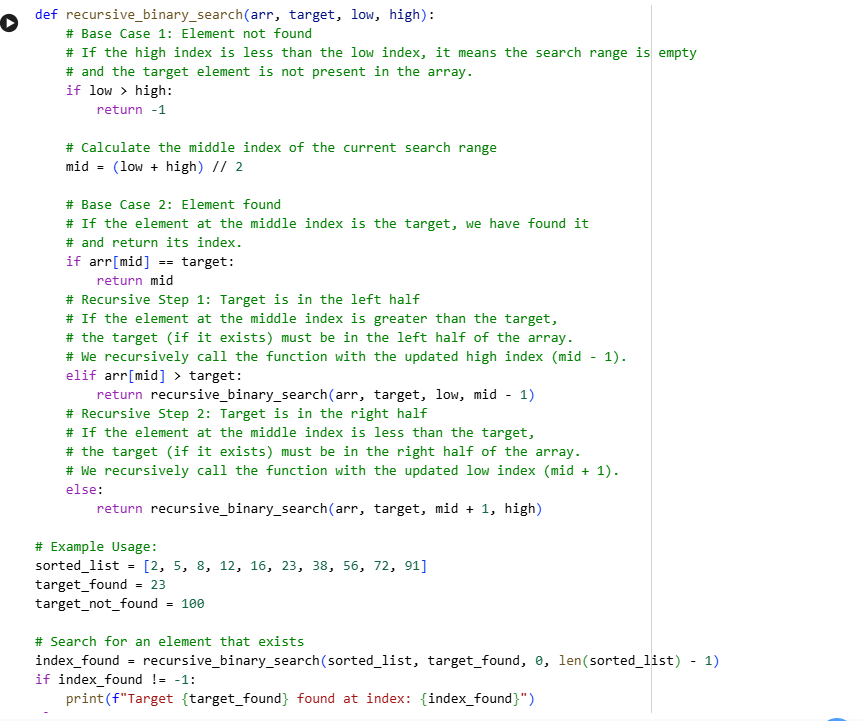 def recursive_binary_search(arr, target, low, high):
    # Base Case 1: Element not found
    # If the high index is less than the low index, it means the search range is empty
    # and the target element is not present in the array.
    if low > high:
        return -1

    # Calculate the middle index of the current search range
    mid = (low + high) // 2

    # Base Case 2: Element found
    # If the element at the middle index is the target, we have found it
    # and return its index.
    if arr[mid] == target:
        return mid
    # Recursive Step 1: Target is in the left half
    # If the element at the middle index is greater than the target,
    # the target (if it exists) must be in the left half of the array.
    # We recursively call the function with the updated high index (mid - 1).
    elif arr[mid] > target:
        return recursive_binary_search(arr, target, low, mid - 1)
    # Recursive Step 2: Target is in the right half
    # If the element at the middle index is less than the target,
    # the target (if it exists) must be in the right half of the array.
    # We recursively call the function with the updated low index (mid + 1).
    else:
        return recursive_binary_search(arr, target, mid + 1, high)

# Example Usage:
sorted_list = [2, 5, 8, 12, 16, 23, 38, 56, 72, 91]
target_found = 23
target_not_found = 100

# Search for an element that exists
index_found = recursive_binary_search(sorted_list, target_found, 0, len(sorted_list) - 1)
if index_found != -1:
    print(f"Target {target_found} found at index: {index_found}")